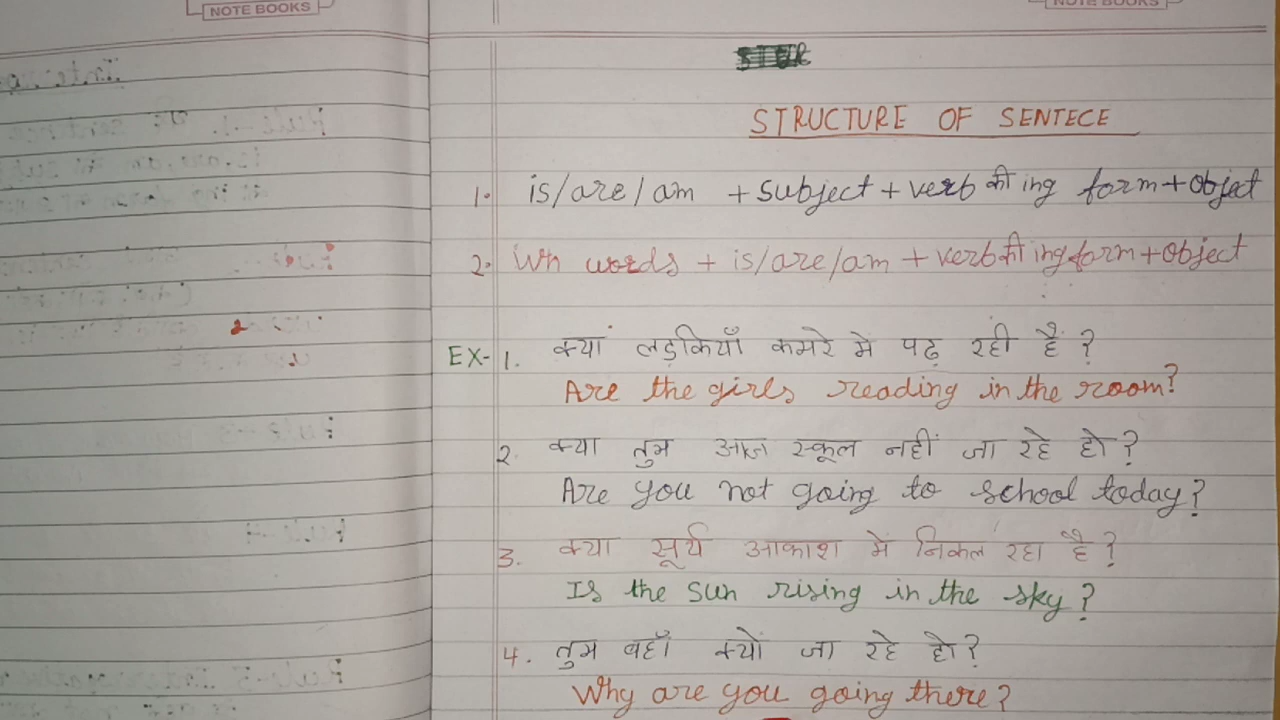 NOTE BOOKS
NOTE BOOKS
STRUCTURE OF SENTECE
1. is/are/am + subject + verb की ing form + object
2. Wh words + is/are/am + verb की ing form + object
EX-1. क्यां लड़कियाँ कमरे में पढ़ रही हैं ?
Are the girls reading in the room?
2. क्या तुम आज स्कूल नहीं जा रहे हो ?
Are you not going to school today?
3. क्या सूर्य आकाश में निकल रहा है ?
Is the sun rising in the sky ?
4. तुम वहाँ क्यों जा रहे हो ?
Why are you going there?